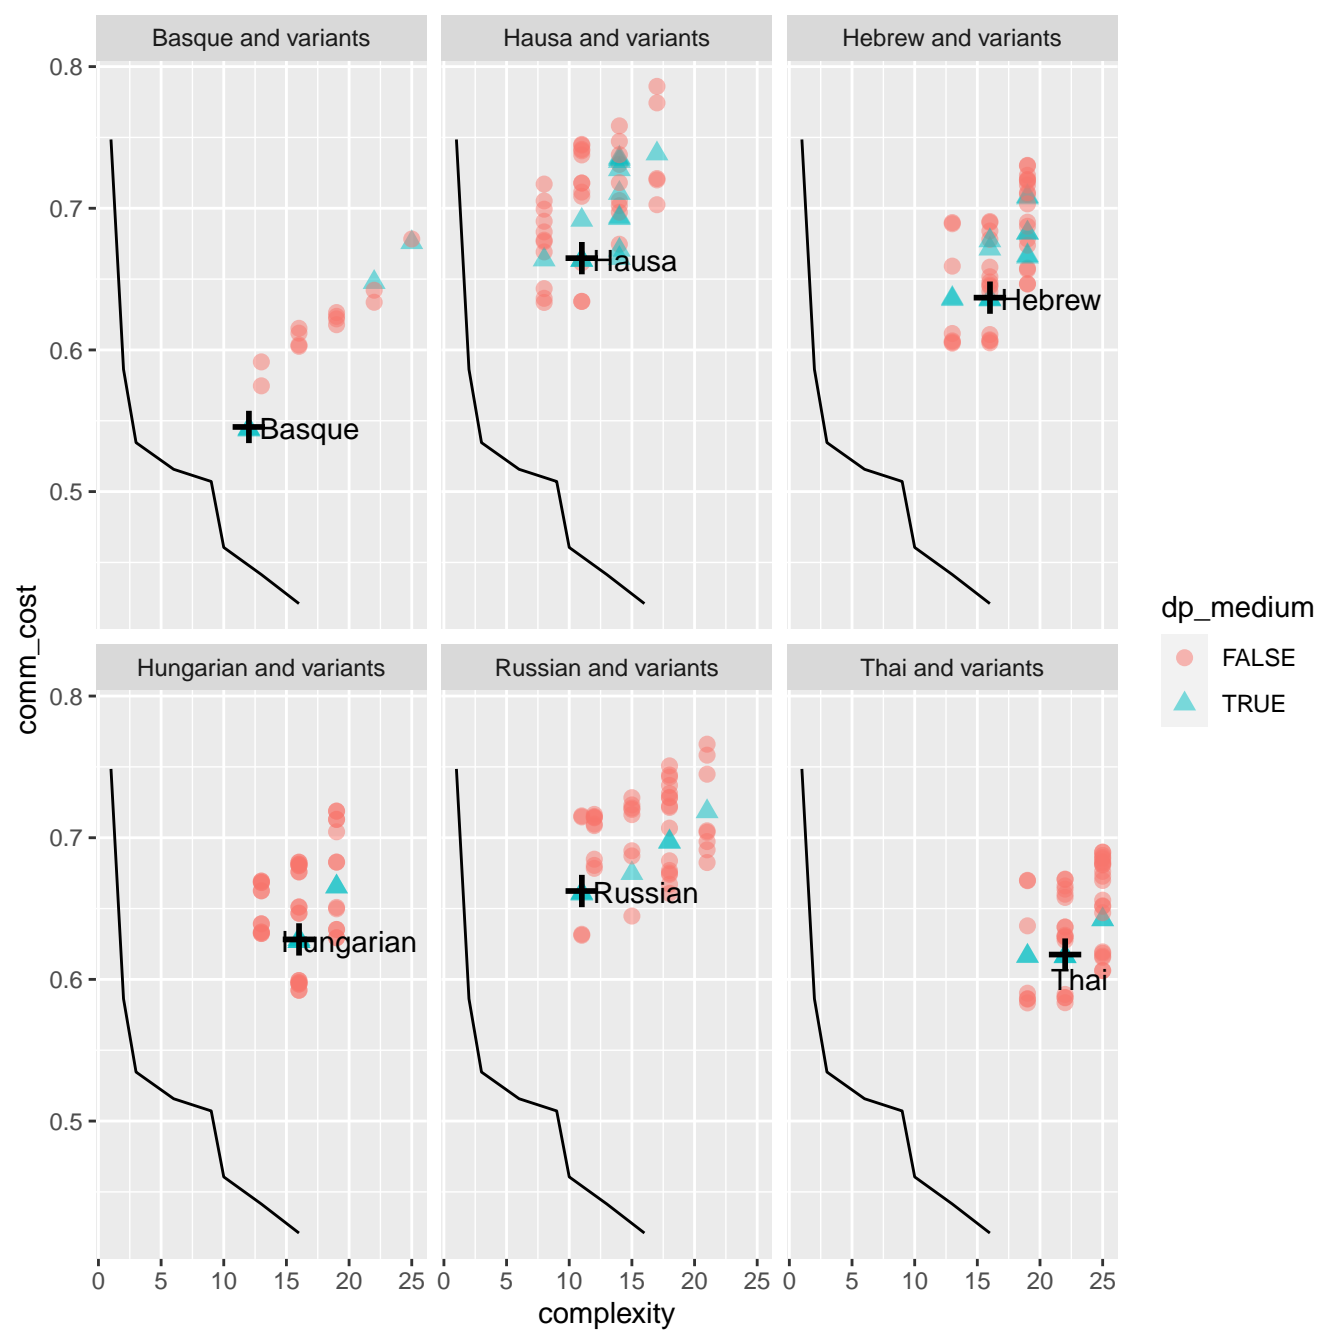 Basque and variants
Hausa and variants
Hebrew and variants
0.8
0.7
0.6
0.5
Basque
Hausa
Hebrew
comm_cost
Hungarian and variants
Russian and variants
Thai and variants
0.8
0.7
0.6
0.5
Hungarian
Russian
Thai
0 5 10 15 20 25
0 5 10 15 20 25
0 5 10 15 20 25
complexity
dp_medium
FALSE
TRUE